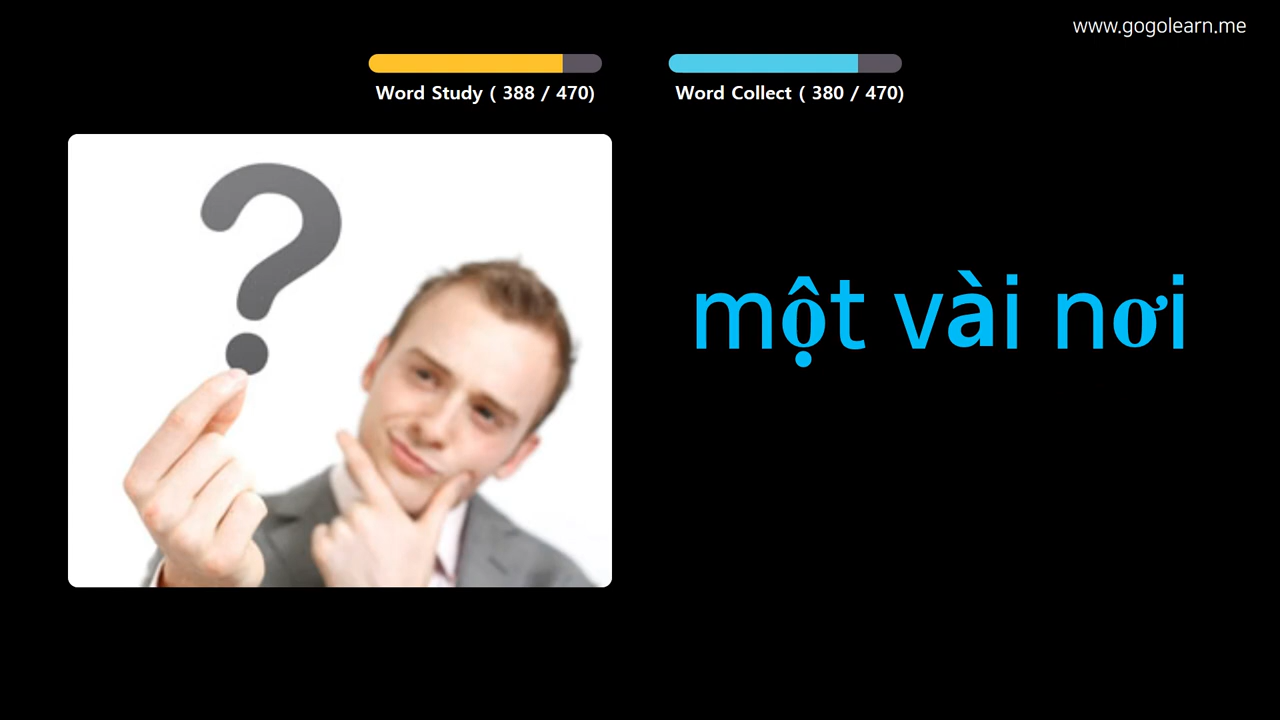 www.gogolearn.me
Word Study ( 388 / 470)
Word Collect ( 380 / 470)
?
một vài nơi